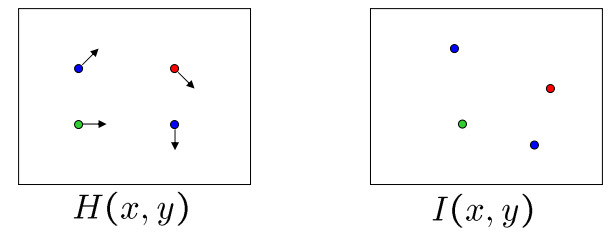 H(x, y)
I(x, y)